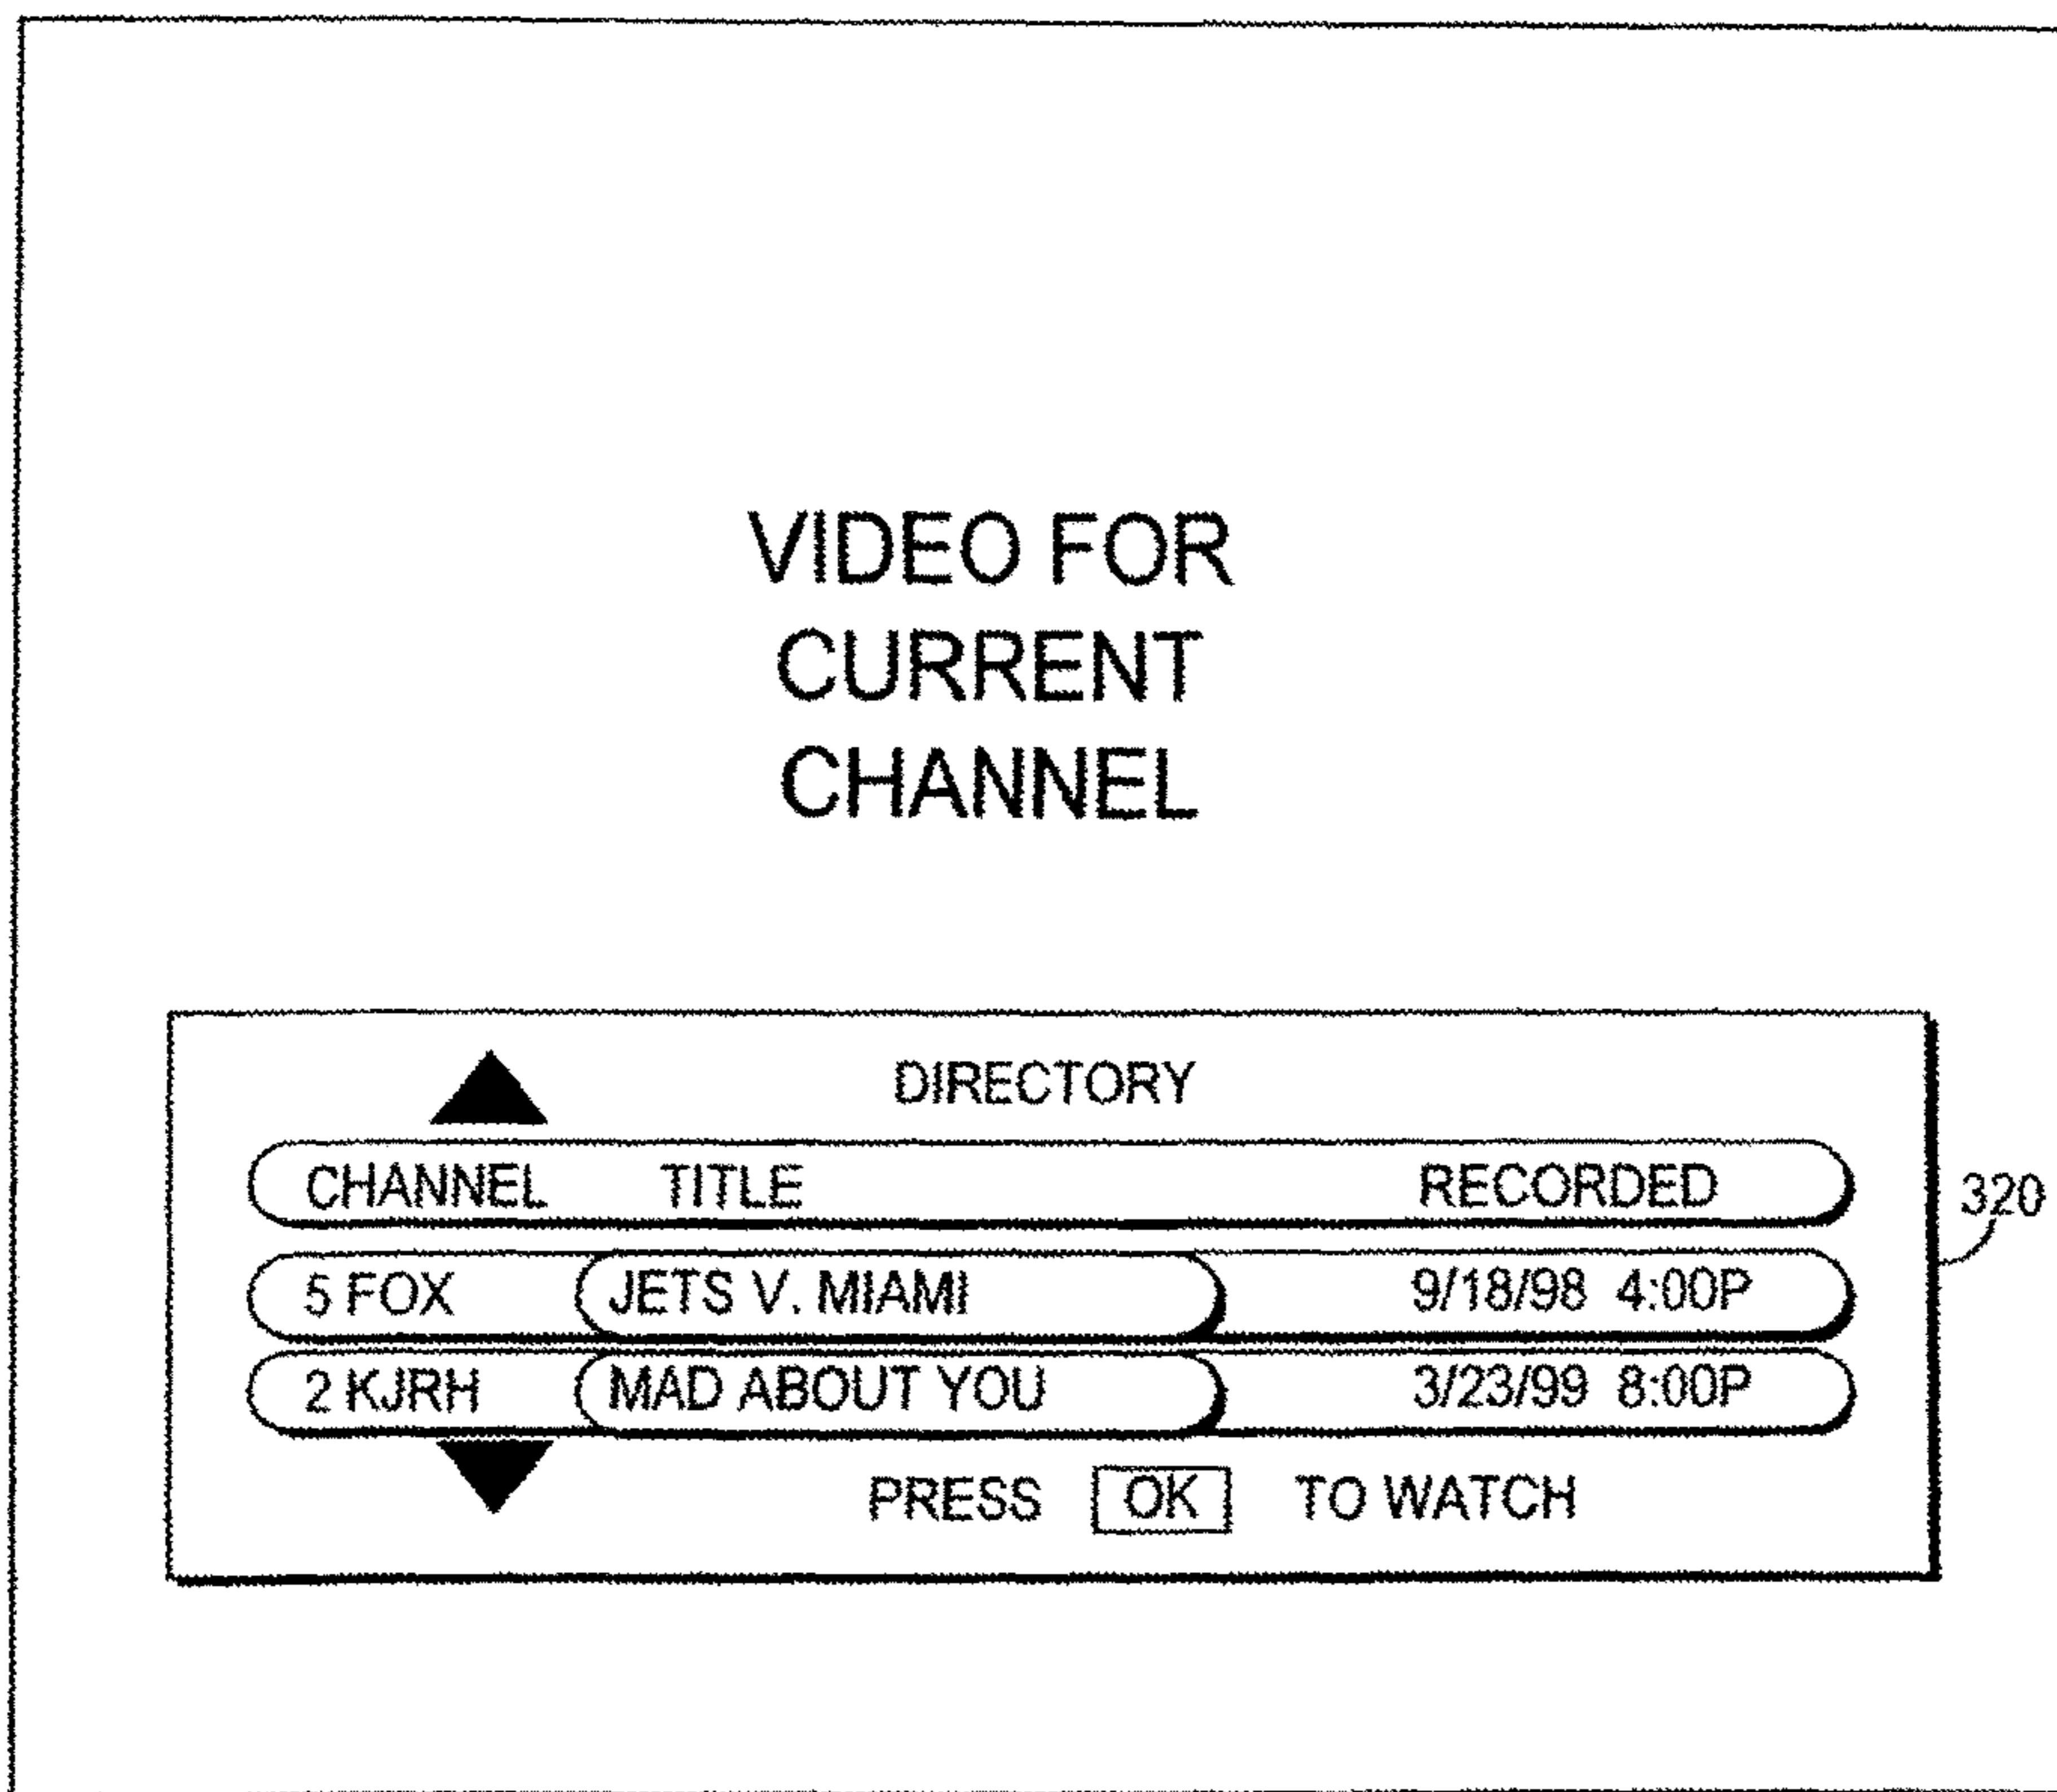 VIDEO FOR
CURRENT
CHANNEL
DIRECTORY
CHANNEL TITLE RECORDED
320
5 FOX JETS V. MIAMI 9/18/98 4:00P
2 KJRH MAD ABOUT YOU 3/23/99 8:00P
PRESS OK TO WATCH